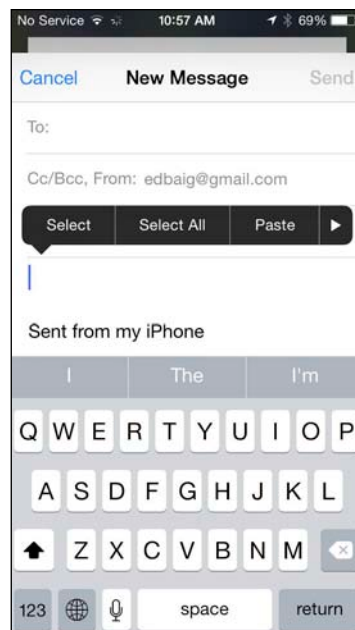 No Service 10:57 AM 69%
Cancel New Message Send
To:
Cc/Bcc, From: edbaig@gmail.com
Select Select All Paste
Sent from my iPhone
I The I'm
Q W E R T Y U I O P
A S D F G H J K L
Z X C V B N M
123 space return